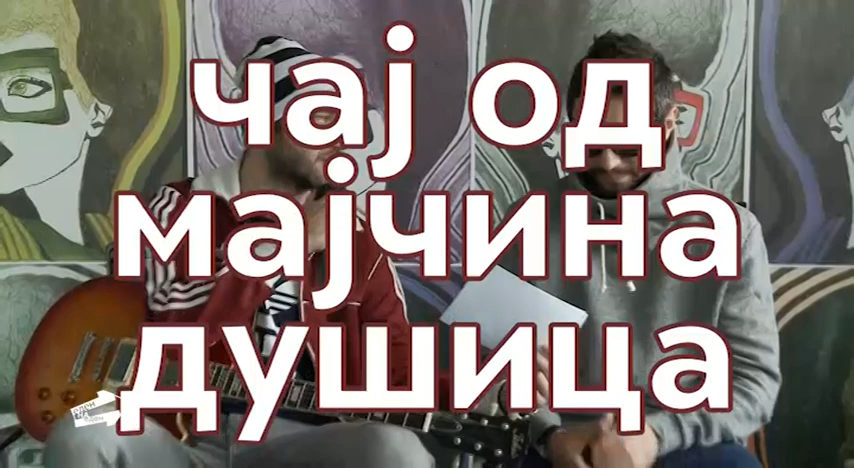 чај од
мајчина
душица